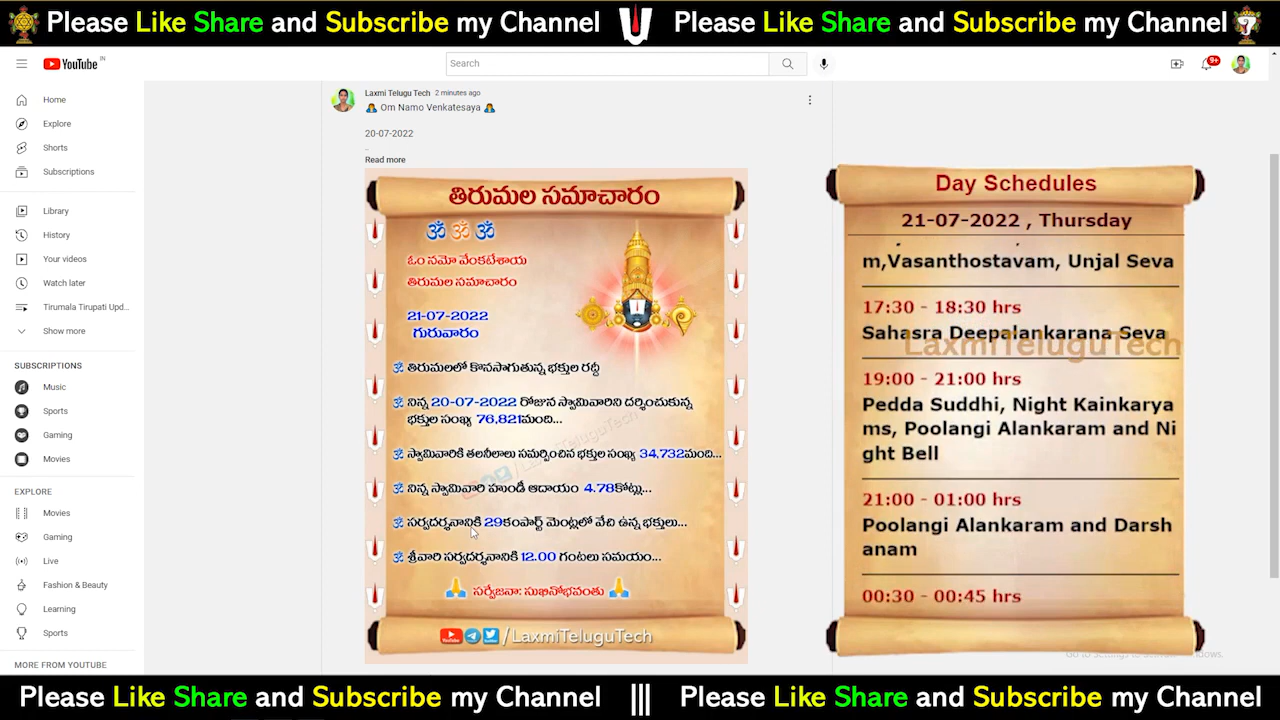 Please Like Share and Subscribe my Channel
Please Like Share and Subscribe my Channel
YouTube IN
Search
9+
Home
Explore
Shorts
Subscriptions
Library
History
Your videos
Watch later
Tirumala Tirupati Upd...
Show more
SUBSCRIPTIONS
Music
Sports
Gaming
Movies
EXPLORE
Movies
Gaming
Live
Fashion & Beauty
Learning
Sports
MORE FROM YOUTUBE
Laxmi Telugu Tech 2 minutes ago
🙏 Om Namo Venkatesaya 🙏
20-07-2022
..
Read more
తిరుమల సమాచారం
ॐ ॐ ॐ
ఓం నమో వేంకటేశాయ
తిరుమల సమాచారం
21-07-2022
గురువారం
ॐ తిరుమలలో కొనసాగుతున్న భక్తుల రద్దీ
ॐ నిన్న 20-07-2022 రోజున స్వామివారిని దర్శించుకున్న
భక్తుల సంఖ్య 76,821మంది...
ॐ స్వామివారికి తలనీలాలు సమర్పించిన భక్తుల సంఖ్య 34,732మంది...
ॐ నిన్న స్వామివారి హుండీ ఆదాయం 4.78కోట్లు...
ॐ సర్వదర్శనానికి 29కంపార్ట్ మెంట్లలో వేచి ఉన్న భక్తులు...
ॐ శ్రీవారి సర్వదర్శనానికి 12.00 గంటలు సమయం...
🙏 సర్వేజనా: సుఖినోభవంతు 🙏
/LaxmiTeluguTech
Day Schedules
21-07-2022 , Thursday
m,Vasanthostavam, Unjal Seva
17:30 - 18:30 hrs
Sahasra Deepalankarana Seva
LaxmiTeluguTech
19:00 - 21:00 hrs
Pedda Suddhi, Night Kainkarya
ms, Poolangi Alankaram and Ni
ght Bell
21:00 - 01:00 hrs
Poolangi Alankaram and Darsh
anam
00:30 - 00:45 hrs
Please Like Share and Subscribe my Channel
|||
Please Like Share and Subscribe my Channel